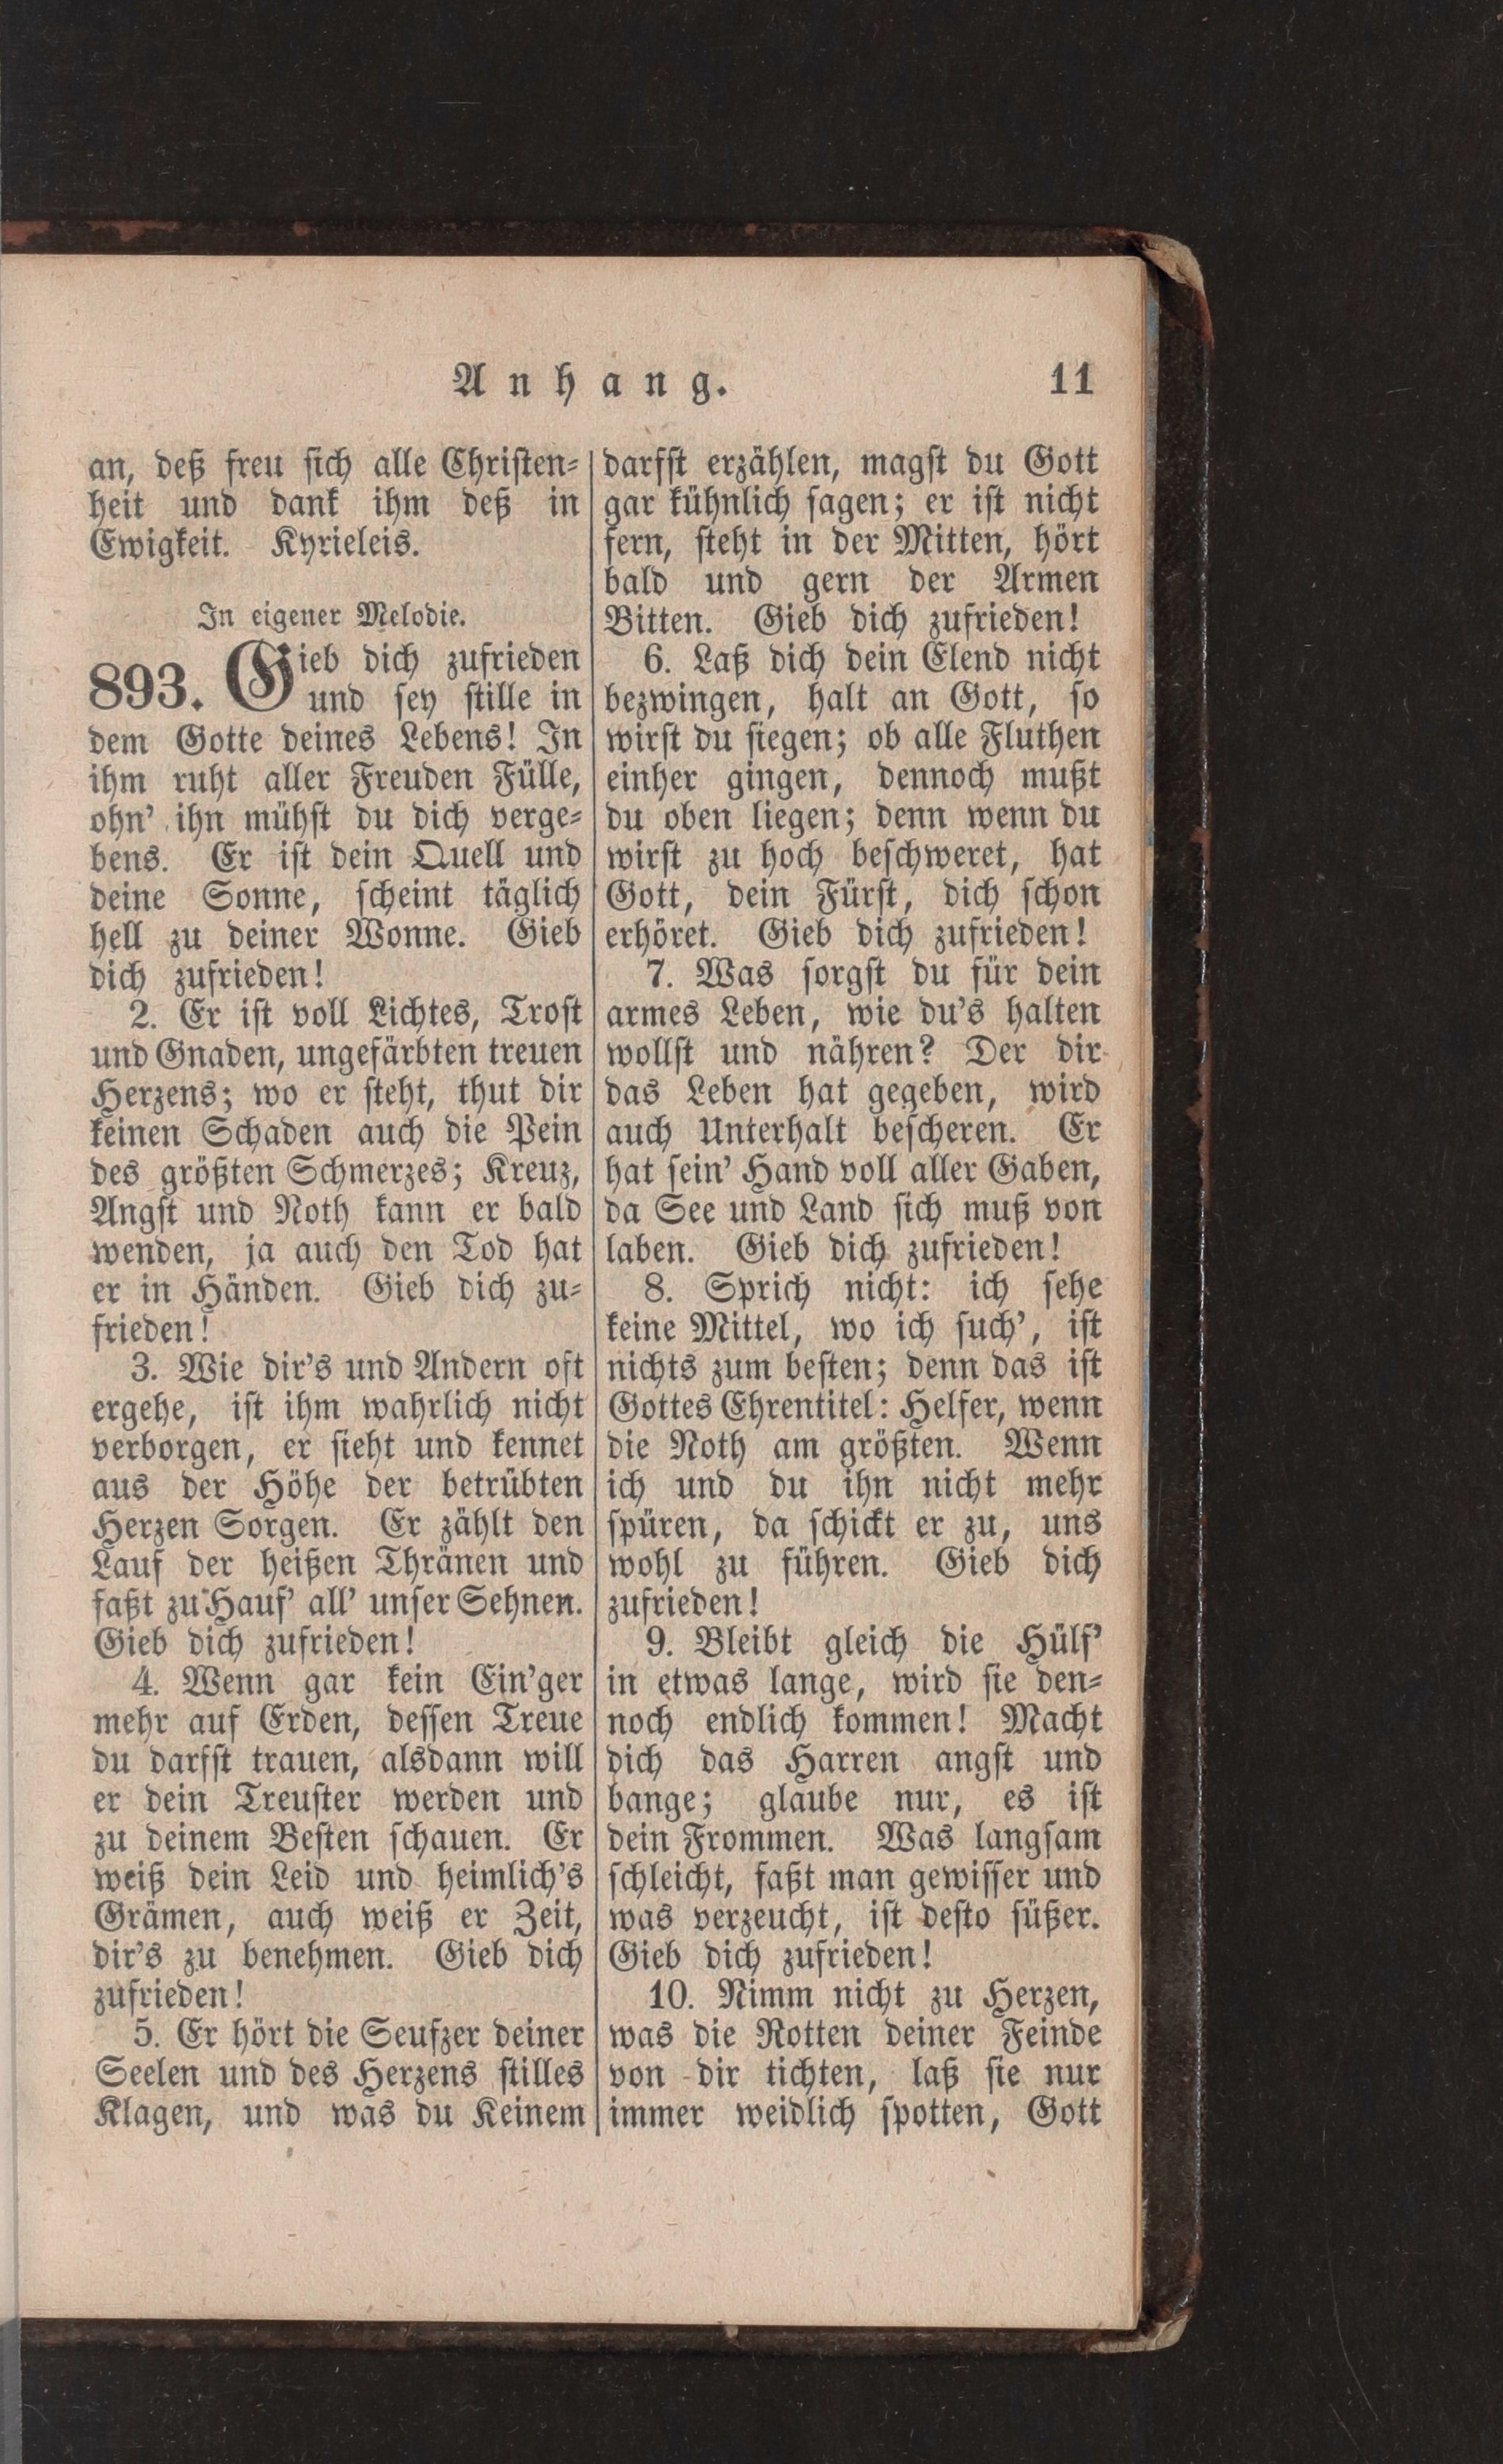 Anhang. 11
an, deß freu sich alle Christen-
heit und dank ihm deß in
Ewigkeit. Kyrieleis.
In eigener Melodie.
893. Gieb dich zufrieden
und sey stille in
dem Gotte deines Lebens! In
ihm ruht aller Freuden Fülle,
ohn' ihn mühst du dich verge-
bens. Er ist dein Quell und
deine Sonne, scheint täglich
hell zu deiner Wonne. Gieb
dich zufrieden!
2. Er ist voll Lichtes, Trost
und Gnaden, ungefärbten treuen
Herzens; wo er steht, thut dir
keinen Schaden auch die Pein
des größten Schmerzes; Kreuz,
Angst und Noth kann er bald
wenden, ja auch den Tod hat
er in Händen. Gieb dich zu-
frieden!
3. Wie dir's und Andern oft
ergehe, ist ihm wahrlich nicht
verborgen, er sieht und kennet
aus der Höhe der betrübten
Herzen Sorgen. Er zählt den
Lauf der heißen Thränen und
faßt zu Hauf' all' unser Sehnen.
Gieb dich zufrieden!
4. Wenn gar kein Ein'ger
mehr auf Erden, dessen Treue
du darfst trauen, alsdann will
er dein Treuster werden und
zu deinem Besten schauen. Er
weiß dein Leid und heimlich's
Grämen, auch weiß er Zeit,
dir's zu benehmen. Gieb dich
zufrieden!
5. Er hört die Seufzer deiner
Seelen und des Herzens stilles
Klagen, und was du Keinem
darfst erzählen, magst du Gott
gar kühnlich sagen; er ist nicht
fern, steht in der Mitten, hört
bald und gern der Armen
Bitten. Gieb dich zufrieden!
6. Laß dich dein Elend nicht
bezwingen, halt an Gott, so
wirst du siegen; ob alle Fluthen
einher gingen, dennoch mußt
du oben liegen; denn wenn du
wirst zu hoch beschweret, hat
Gott, dein Fürst, dich schon
erhöret. Gieb dich zufrieden!
7. Was sorgst du für dein
armes Leben, wie du's halten
wollst und nähren? Der dir
das Leben hat gegeben, wird
auch Unterhalt bescheren. Er
hat sein' Hand voll aller Gaben,
da See und Land sich muß von
laben. Gieb dich zufrieden!
8. Sprich nicht: ich sehe
keine Mittel, wo ich such', ist
nichts zum besten; denn das ist
Gottes Ehrentitel: Helfer, wenn
die Noth am größten. Wenn
ich und du ihn nicht mehr
spüren, da schickt er zu, uns
wohl zu führen. Gieb dich
zufrieden!
9. Bleibt gleich die Hülf'
in etwas lange, wird sie den-
noch endlich kommen! Macht
dich das Harren angst und
bange; glaube nur, es ist
dein Frommen. Was langsam
schleicht, faßt man gewisser und
was verzeucht, ist desto süßer.
Gieb dich zufrieden!
10. Nimm nicht zu Herzen,
was die Rotten deiner Feinde
von dir tichten, laß sie nur
immer weidlich spotten, Gott